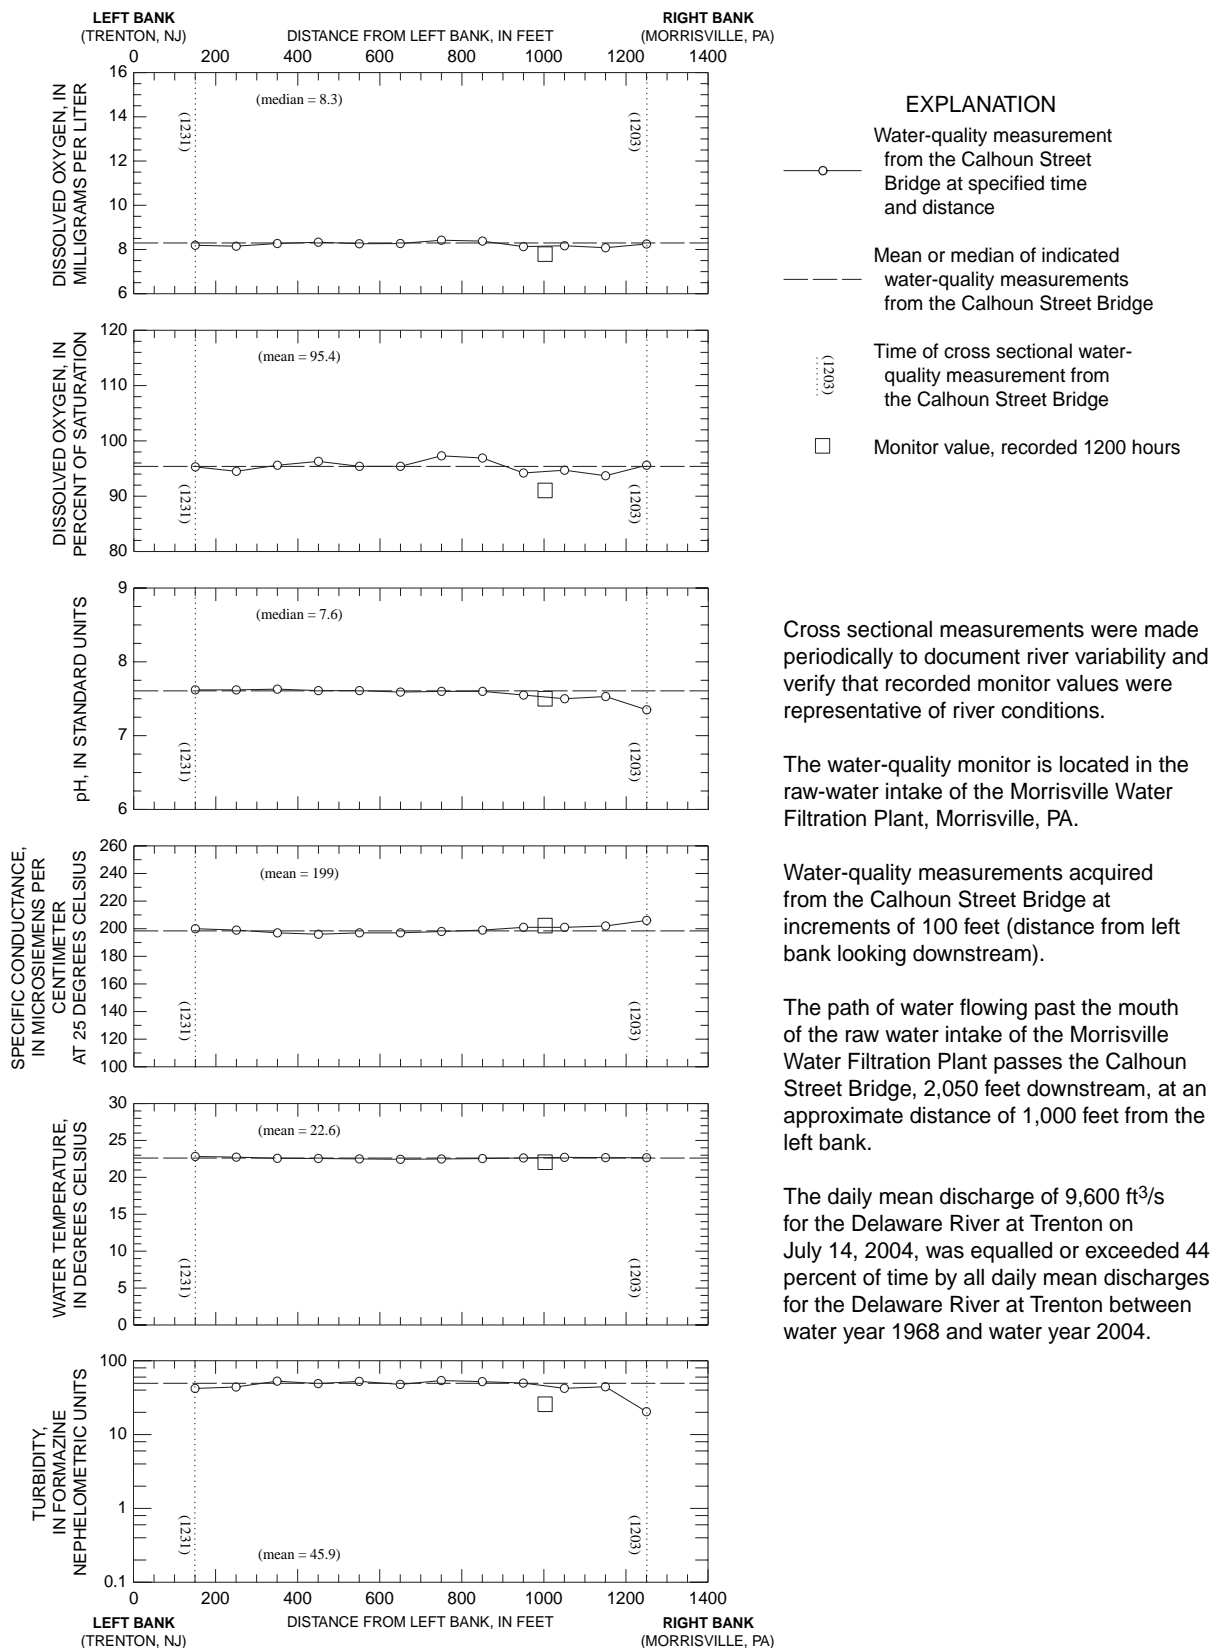 LEFT BANK
(TRENTON, NJ)
DISTANCE FROM LEFT BANK, IN FEET
RIGHT BANK
(MORRISVILLE, PA)
0 200 400 600 800 1000 1200 1400
DISSOLVED OXYGEN, IN
MILLIGRAMS PER LITER
16
14
12
10
8
6
(median = 8.3)
(1231)
(1203)
DISSOLVED OXYGEN, IN
PERCENT OF SATURATION
120
110
100
90
80
(mean = 95.4)
(1231)
(1203)
pH, IN STANDARD UNITS
9
8
7
6
(median = 7.6)
(1231)
(1203)
SPECIFIC CONDUCTANCE,
IN MICROSIEMENS PER
CENTIMETER
AT 25 DEGREES CELSIUS
260
240
220
200
180
160
140
120
100
(mean = 199)
(1231)
(1203)
WATER TEMPERATURE,
IN DEGREES CELSIUS
30
25
20
15
10
5
0
(mean = 22.6)
(1231)
(1203)
TURBIDITY,
IN FORMAZINE
NEPHELOMETRIC UNITS
100
10
1
0.1
(mean = 45.9)
(1231)
(1203)
0 200 400 600 800 1000 1200 1400
LEFT BANK
(TRENTON, NJ)
DISTANCE FROM LEFT BANK, IN FEET
RIGHT BANK
(MORRISVILLE, PA)
EXPLANATION
Water-quality measurement
from the Calhoun Street
Bridge at specified time
and distance
Mean or median of indicated
water-quality measurements
from the Calhoun Street Bridge
(1203)
Time of cross sectional water-
quality measurement from
the Calhoun Street Bridge
Monitor value, recorded 1200 hours
Cross sectional measurements were made
periodically to document river variability and
verify that recorded monitor values were
representative of river conditions.
The water-quality monitor is located in the
raw-water intake of the Morrisville Water
Filtration Plant, Morrisville, PA.
Water-quality measurements acquired
from the Calhoun Street Bridge at
increments of 100 feet (distance from left
bank looking downstream).
The path of water flowing past the mouth
of the raw water intake of the Morrisville
Water Filtration Plant passes the Calhoun
Street Bridge, 2,050 feet downstream, at an
approximate distance of 1,000 feet from the
left bank.
The daily mean discharge of 9,600 ft³/s
for the Delaware River at Trenton on
July 14, 2004, was equalled or exceeded 44
percent of time by all daily mean discharges
for the Delaware River at Trenton between
water year 1968 and water year 2004.